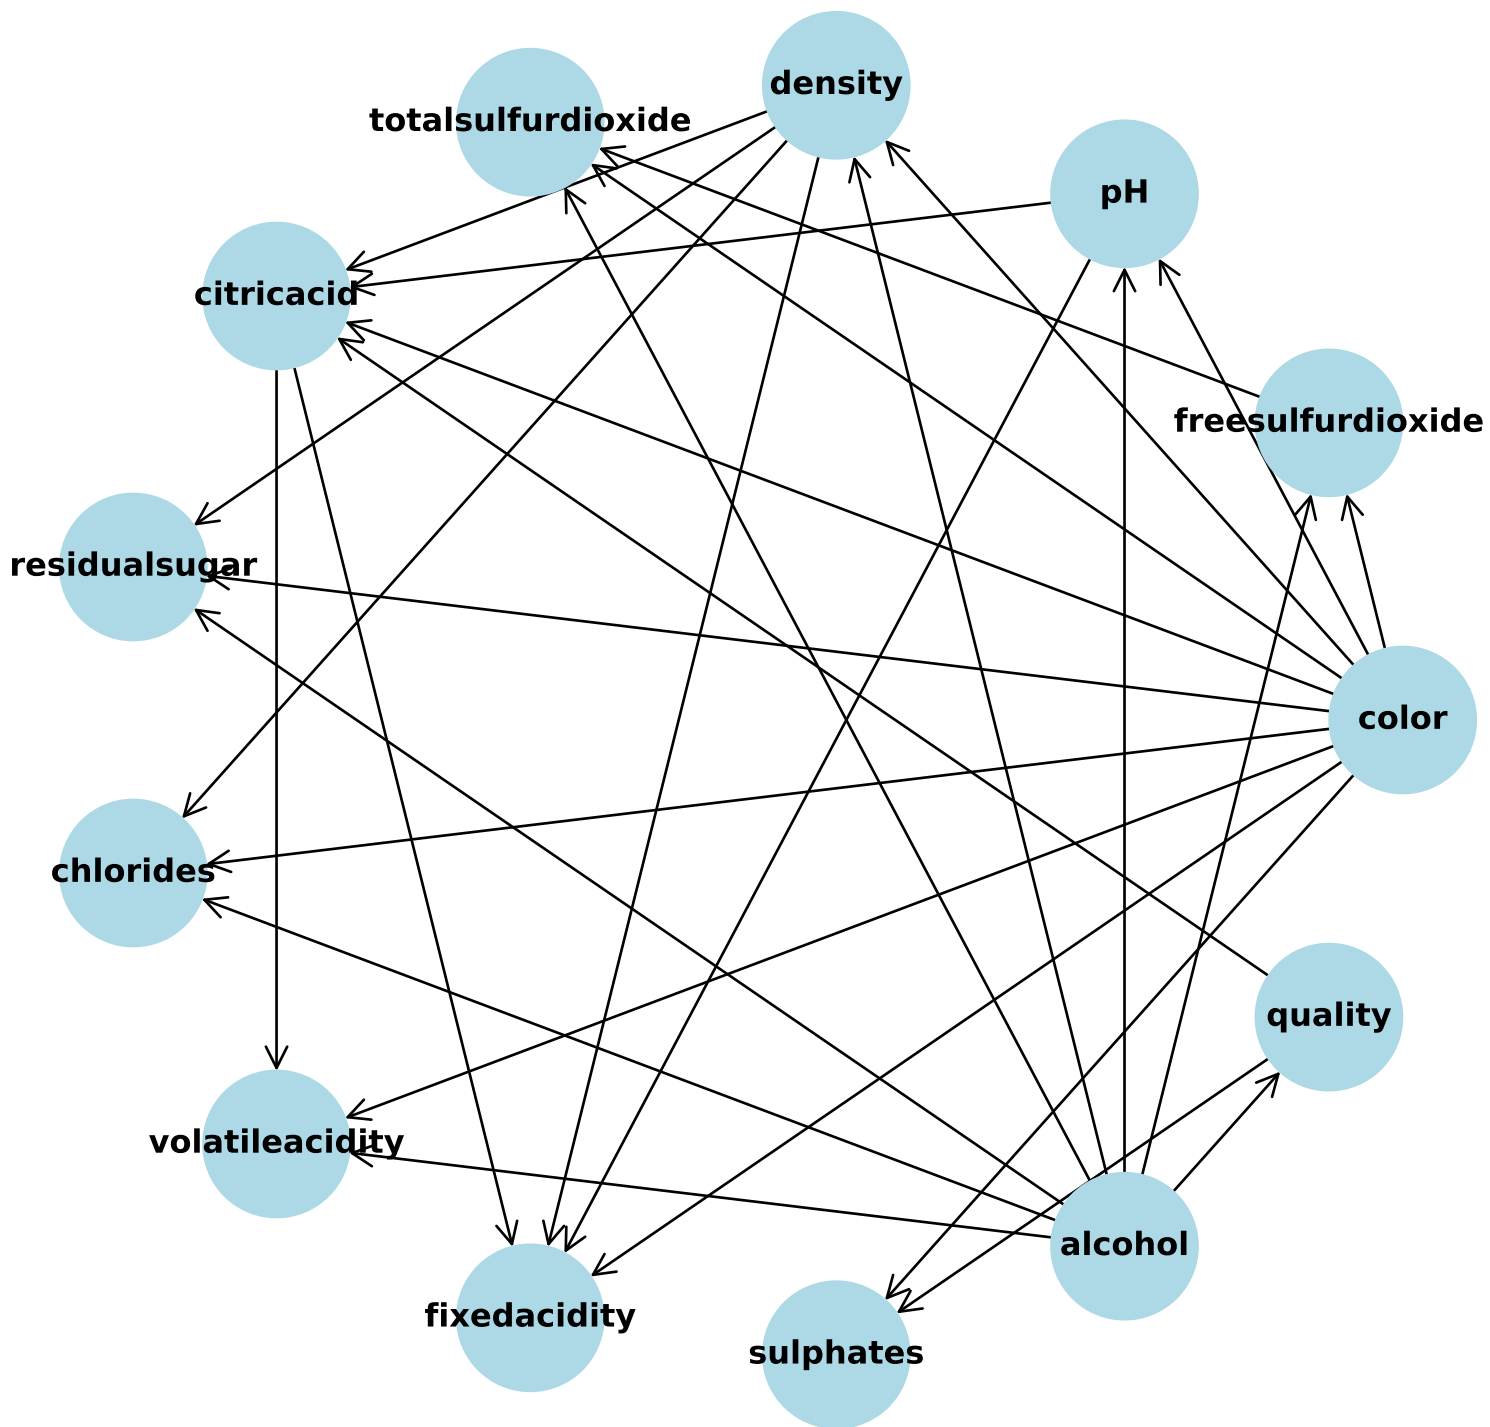 density
totalsulfurdioxide
pH
citricacid
freesulfurdioxide
residualsugar
color
chlorides
quality
volatileacidity
alcohol
fixedacidity
sulphates